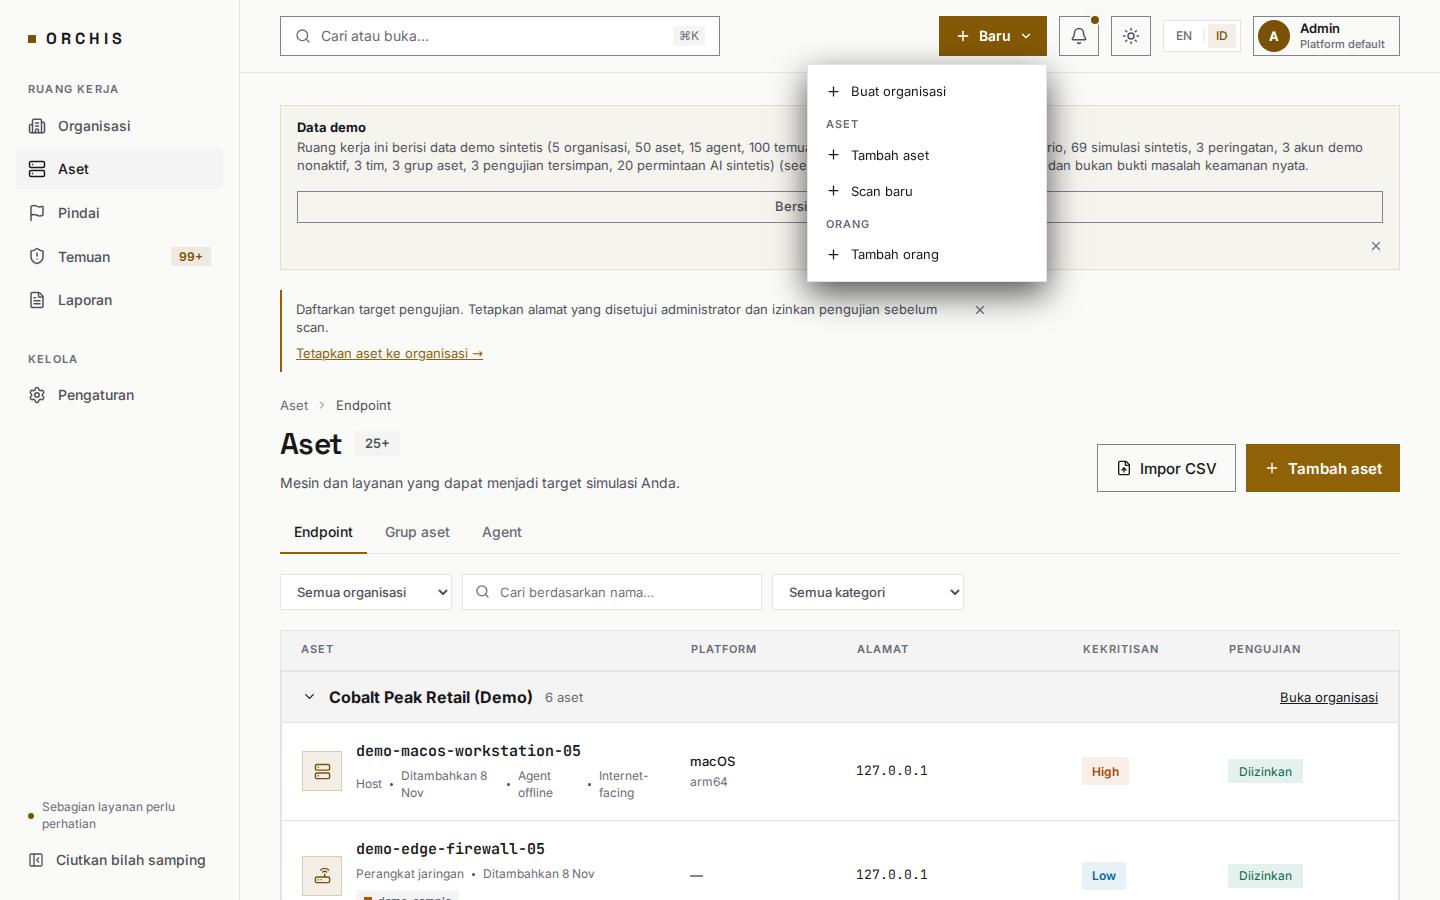 ORCHIS
Cari atau buka...
⌘K
Baru
EN
ID
A
Admin
Platform default
RUANG KERJA
Organisasi
Aset
Pindai
Temuan
99+
Laporan
KELOLA
Pengaturan
Sebagian layanan perlu
perhatian
Ciutkan bilah samping
Buat organisasi
ASET
Tambah aset
Scan baru
ORANG
Tambah orang
Data demo
Ruang kerja ini berisi data demo sintetis (5 organisasi, 50 aset, 15 agent, 100 69 simulasi sintetis, 3 peringatan, 3 akun demo
nonaktif, 3 tim, 3 grup aset, 3 pengujian tersimpan, 20 permintaan AI sintetis) dan bukan bukti masalah keamanan nyata.
Daftarkan target pengujian. Tetapkan alamat yang disetujui administrator dan izinkan pengujian sebelum
scan.
Tetapkan aset ke organisasi →
Aset
Endpoint
Aset
25+
Mesin dan layanan yang dapat menjadi target simulasi Anda.
Impor CSV
Tambah aset
Endpoint
Grup aset
Agent
Semua organisasi
Cari berdasarkan nama...
Semua kategori
ASET
PLATFORM
ALAMAT
KEKRITISAN
PENGUJIAN
Cobalt Peak Retail (Demo)
6 aset
Buka organisasi
demo-macos-workstation-05
Host • Ditambahkan 8 • Agent • Internet-
Nov offline facing
macOS
arm64
127.0.0.1
High
Diizinkan
demo-edge-firewall-05
Perangkat jaringan • Ditambahkan 8 Nov
—
127.0.0.1
Low
Diizinkan